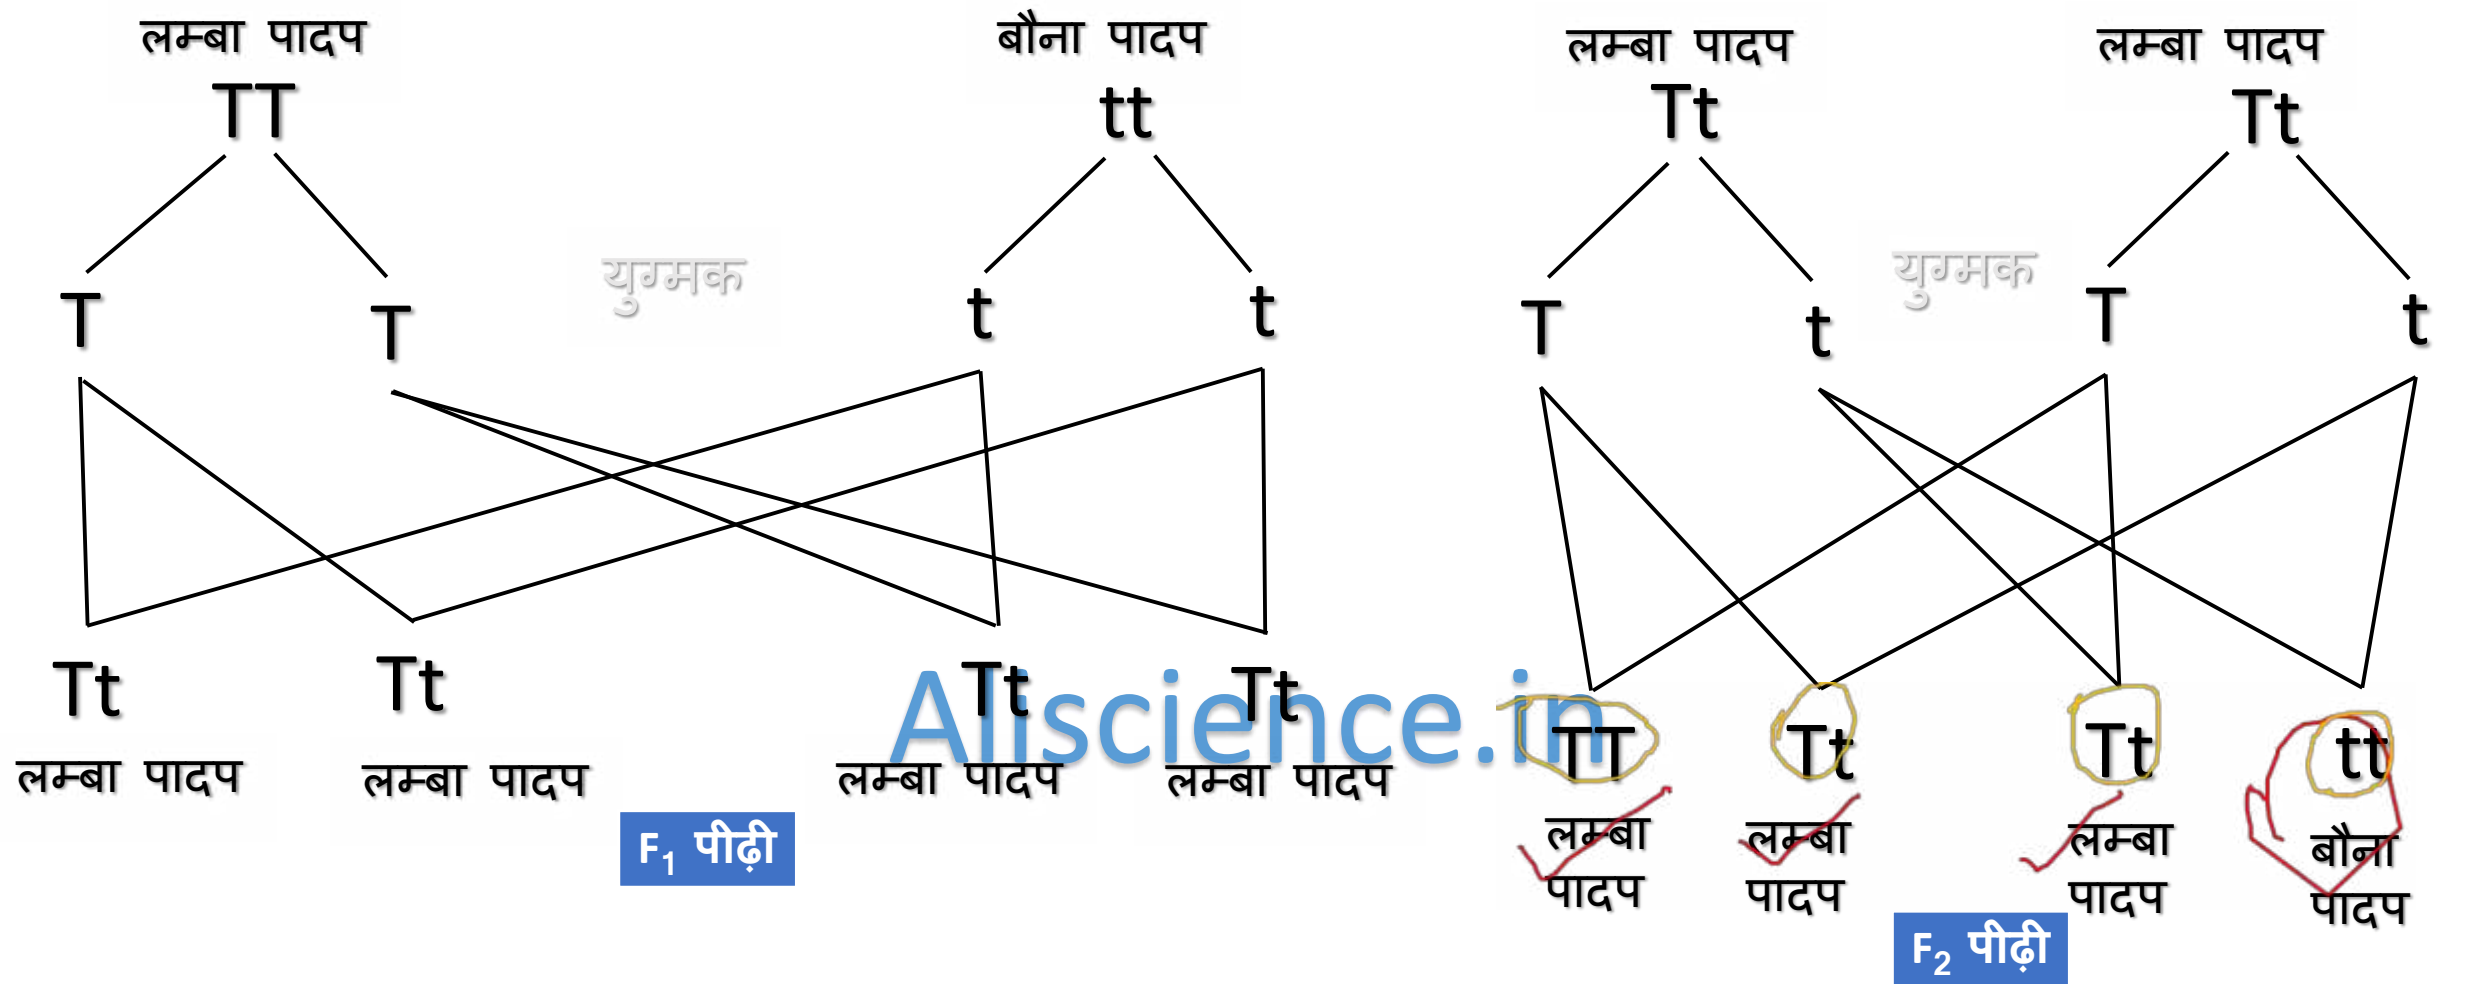 लम्बा पादप
TT
बौना पादप
tt
T
T
युग्मक
t
t
Tt
Tt
Tt
Tt
लम्बा पादप
लम्बा पादप
लम्बा पादप
लम्बा पादप
F₁ पीढ़ी
लम्बा पादप
Tt
लम्बा पादप
Tt
T
t
युग्मक
T
t
TT
Tt
Tt
tt
लम्बा
पादप
लम्बा
पादप
लम्बा
पादप
बौना
पादप
F₂ पीढ़ी
Aliscience.in